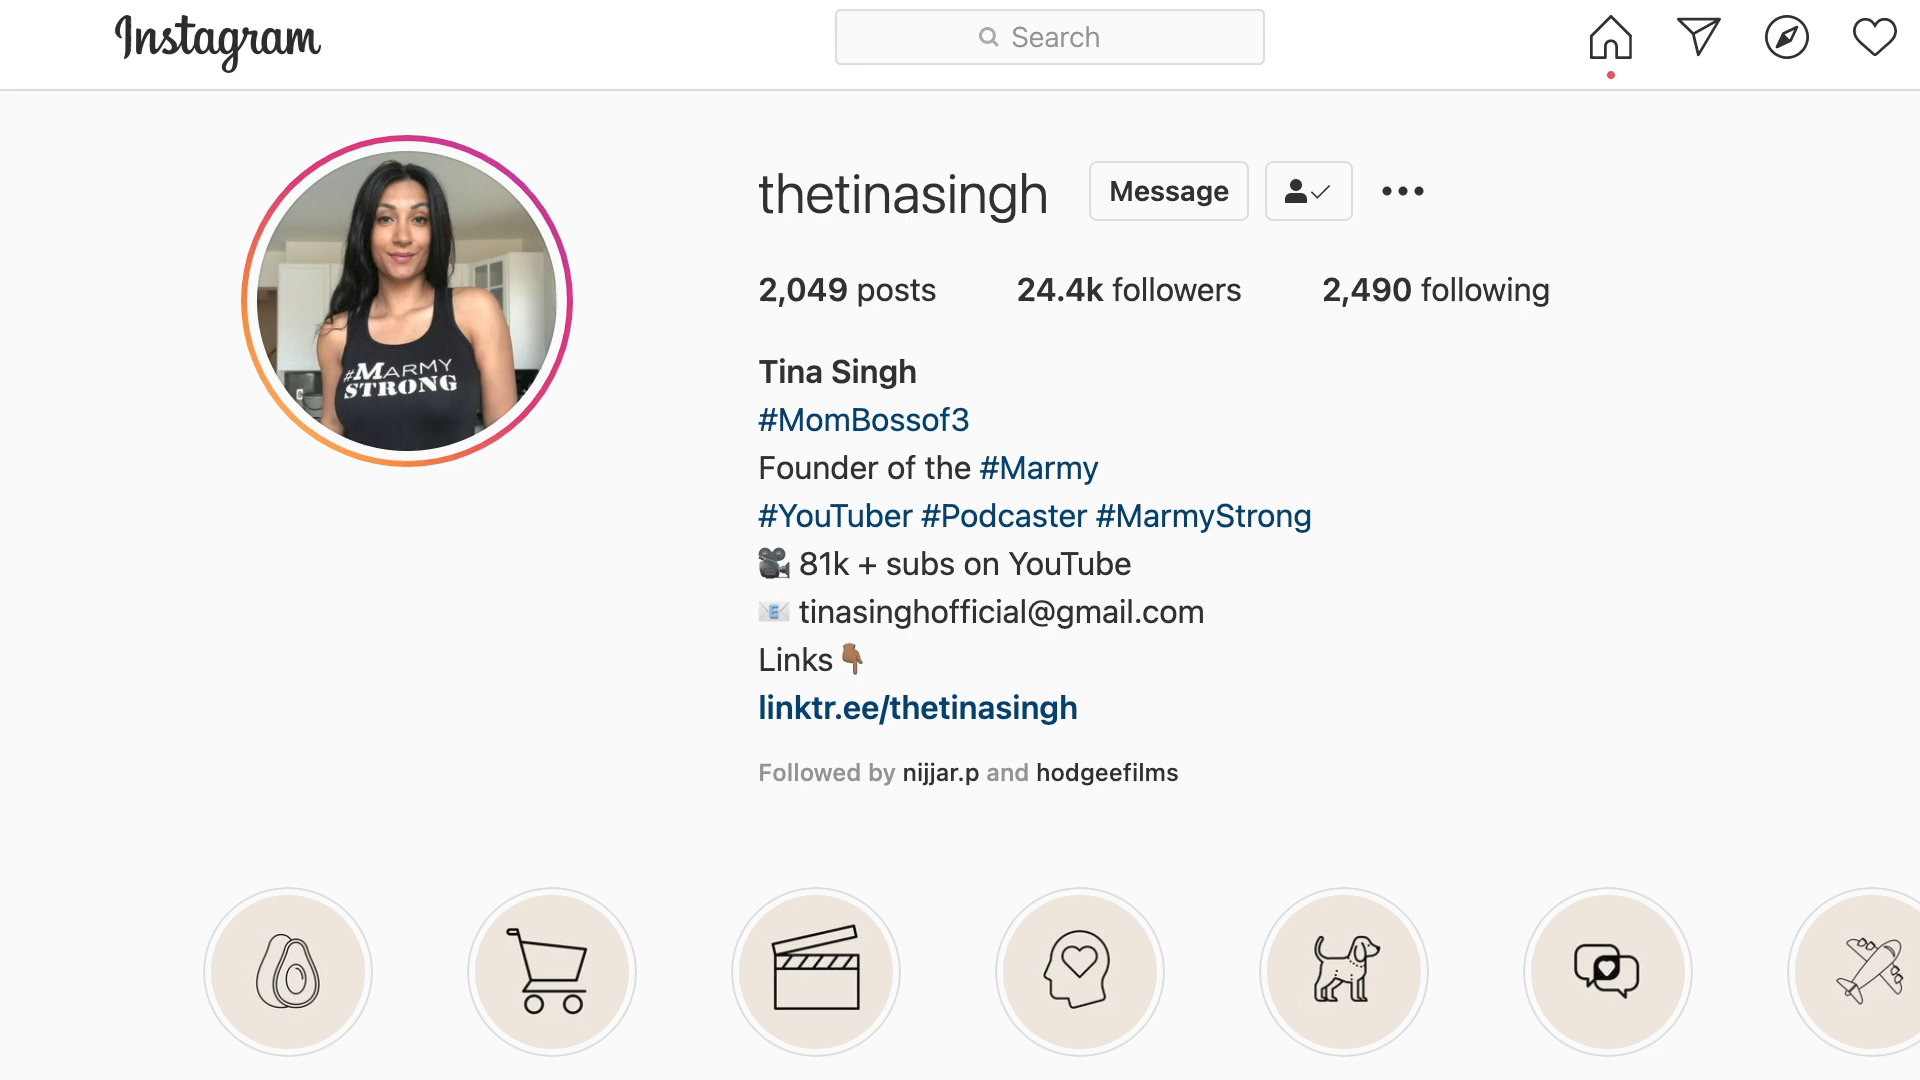 Instagram
Search
thetinasingh Message
2,049 posts 24.4k followers 2,490 following
Tina Singh
#MomBossof3
Founder of the #Marmy
#YouTuber #Podcaster #MarmyStrong
🎥 81k + subs on YouTube
📧 tinasinghofficial@gmail.com
Links👇🏾
linktr.ee/thetinasingh
Followed by nijjar.p and hodgeefilms
#MARMY
STRONG